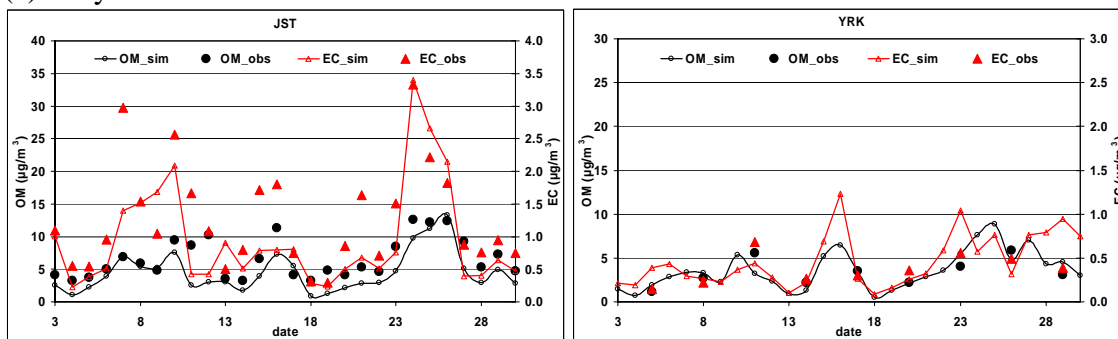 JST
OM_sim OM_obs EC_sim EC_obs
40 35 30 25 20 15 10 5 0
OM (µg/m³)
4.0 3.5 3.0 2.5 2.0 1.5 1.0 0.5 0.0
EC (µg/m³)
3 8 13 18 23 28
date
YRK
OM_sim OM_obs EC_sim EC_obs
30 25 20 15 10 5 0
OM (µg/m³)
3.0 2.5 2.0 1.5 1.0 0.5 0.0
EC (µg/m³)
3 8 13 18 23 28
date